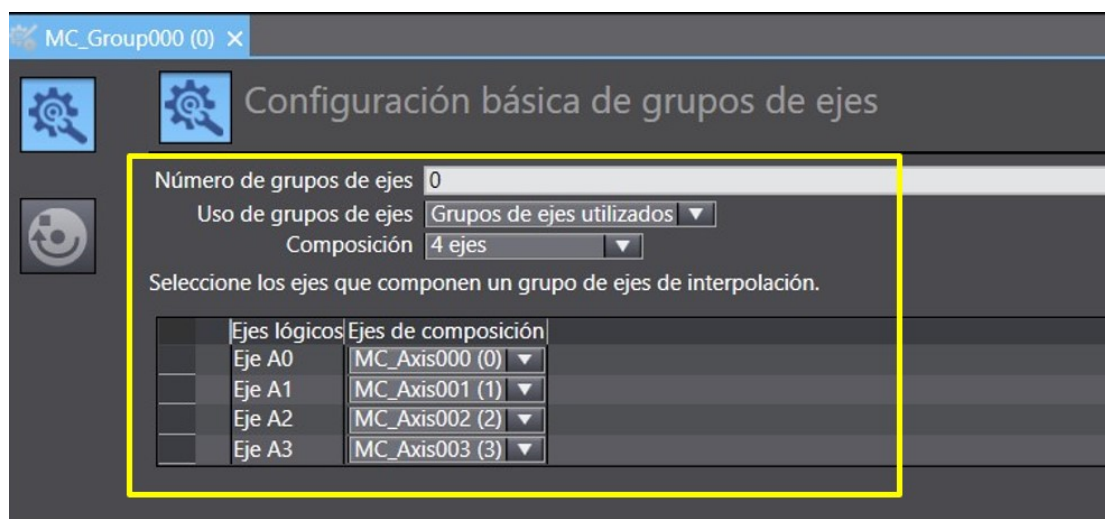 MC_Group000 (0) ×
Configuración básica de grupos de ejes
Número de grupos de ejes 0
Uso de grupos de ejes Grupos de ejes utilizados ▼
Composición 4 ejes ▼
Seleccione los ejes que componen un grupo de ejes de interpolación.
Ejes lógicos Ejes de composición
Eje A0 MC_Axis000 (0) ▼
Eje A1 MC_Axis001 (1) ▼
Eje A2 MC_Axis002 (2) ▼
Eje A3 MC_Axis003 (3) ▼